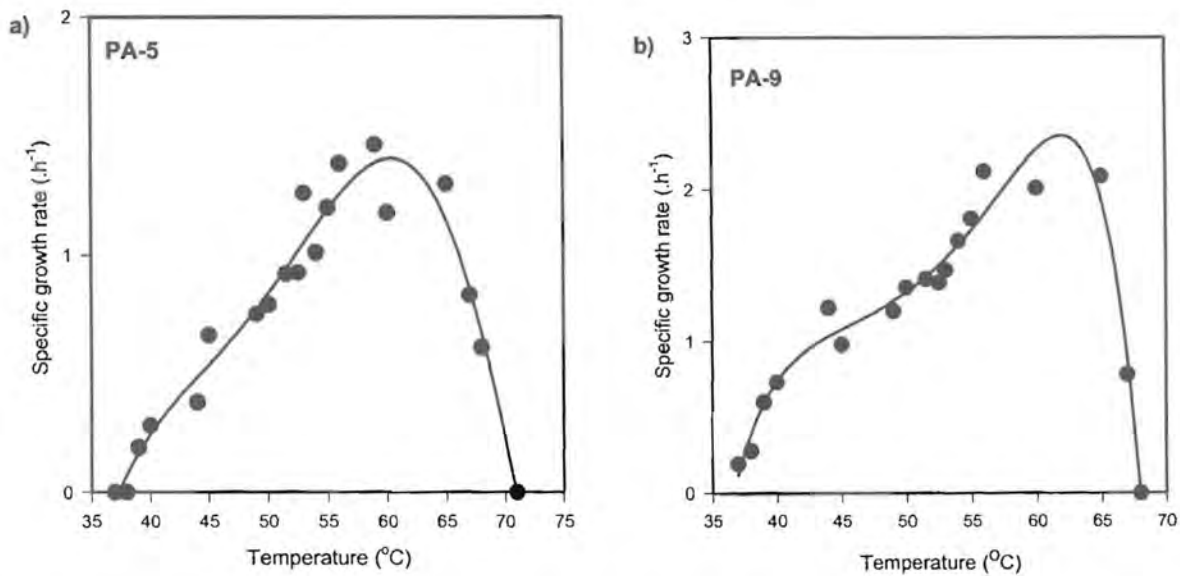 a)
PA-5
2
1
0
Specific growth rate (.h⁻¹)
35 40 45 50 55 60 65 70 75
Temperature (°C)
b)
PA-9
3
2
1
0
Specific growth rate (.h⁻¹)
35 40 45 50 55 60 65 70
Temperature (°C)